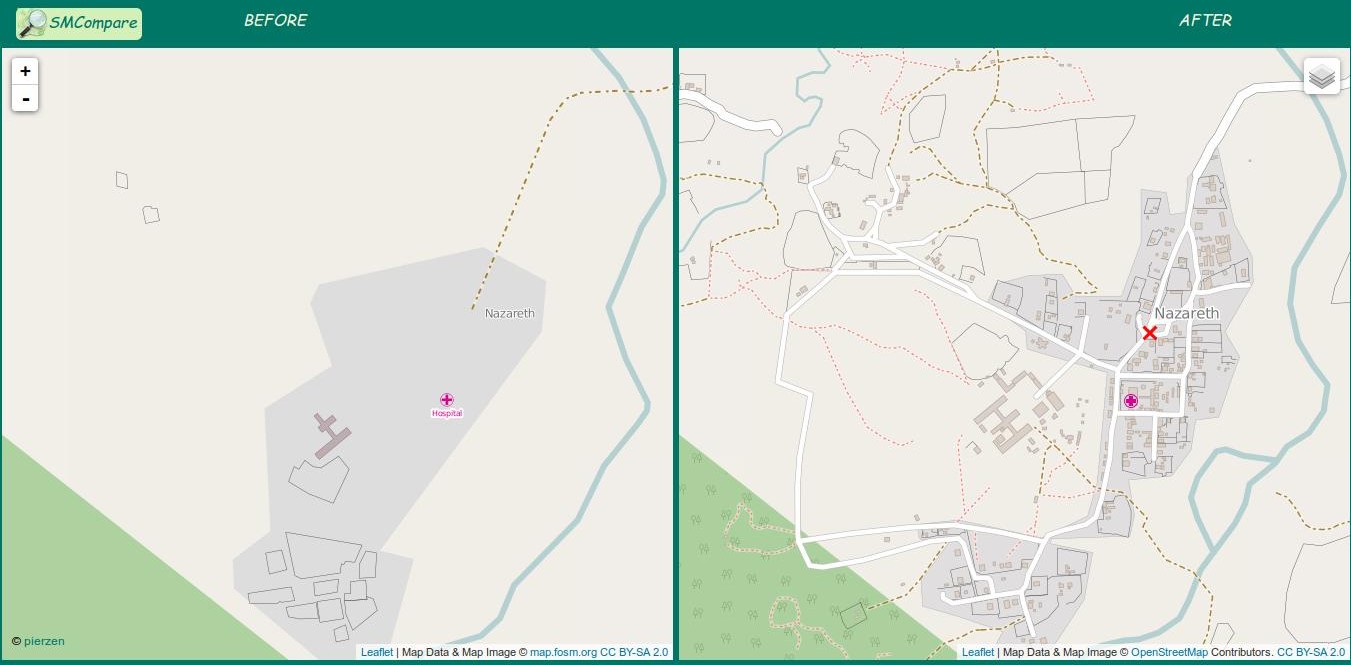 SMCompare
BEFORE
AFTER
+
-
Nazareth
Hospital
© pierzen
Leaflet | Map Data & Map Image © map.fosm.org CC BY-SA 2.0
Nazareth
Leaflet | Map Data & Map Image © OpenStreetMap Contributors. CC BY-SA 2.0